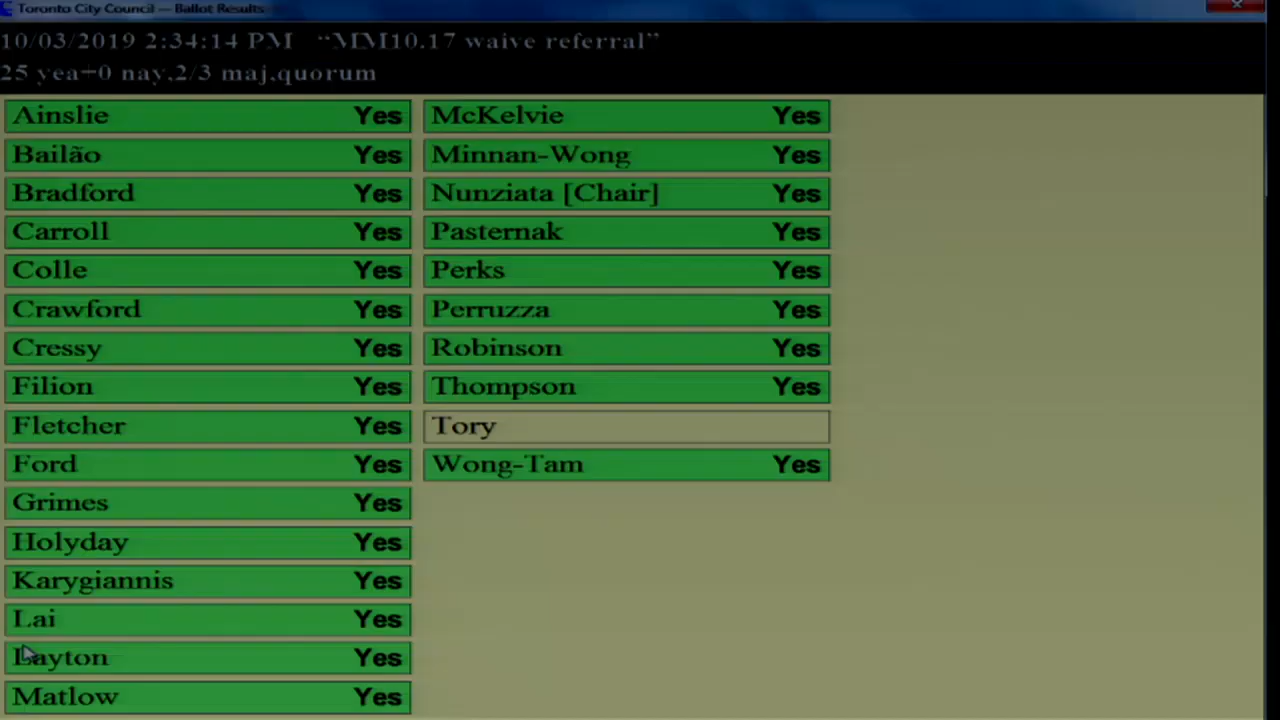 Toronto City Council — Ballot Results
10/03/2019 2:34:14 PM “MM10.17 waive referral”
25 yea+0 nay,2/3 maj,quorum
Ainslie Yes
Bailão Yes
Bradford Yes
Carroll Yes
Colle Yes
Crawford Yes
Cressy Yes
Filion Yes
Fletcher Yes
Ford Yes
Grimes Yes
Holyday Yes
Karygiannis Yes
Lai Yes
Layton Yes
Matlow Yes
McKelvie Yes
Minnan-Wong Yes
Nunziata [Chair] Yes
Pasternak Yes
Perks Yes
Perruzza Yes
Robinson Yes
Thompson Yes
Tory
Wong-Tam Yes